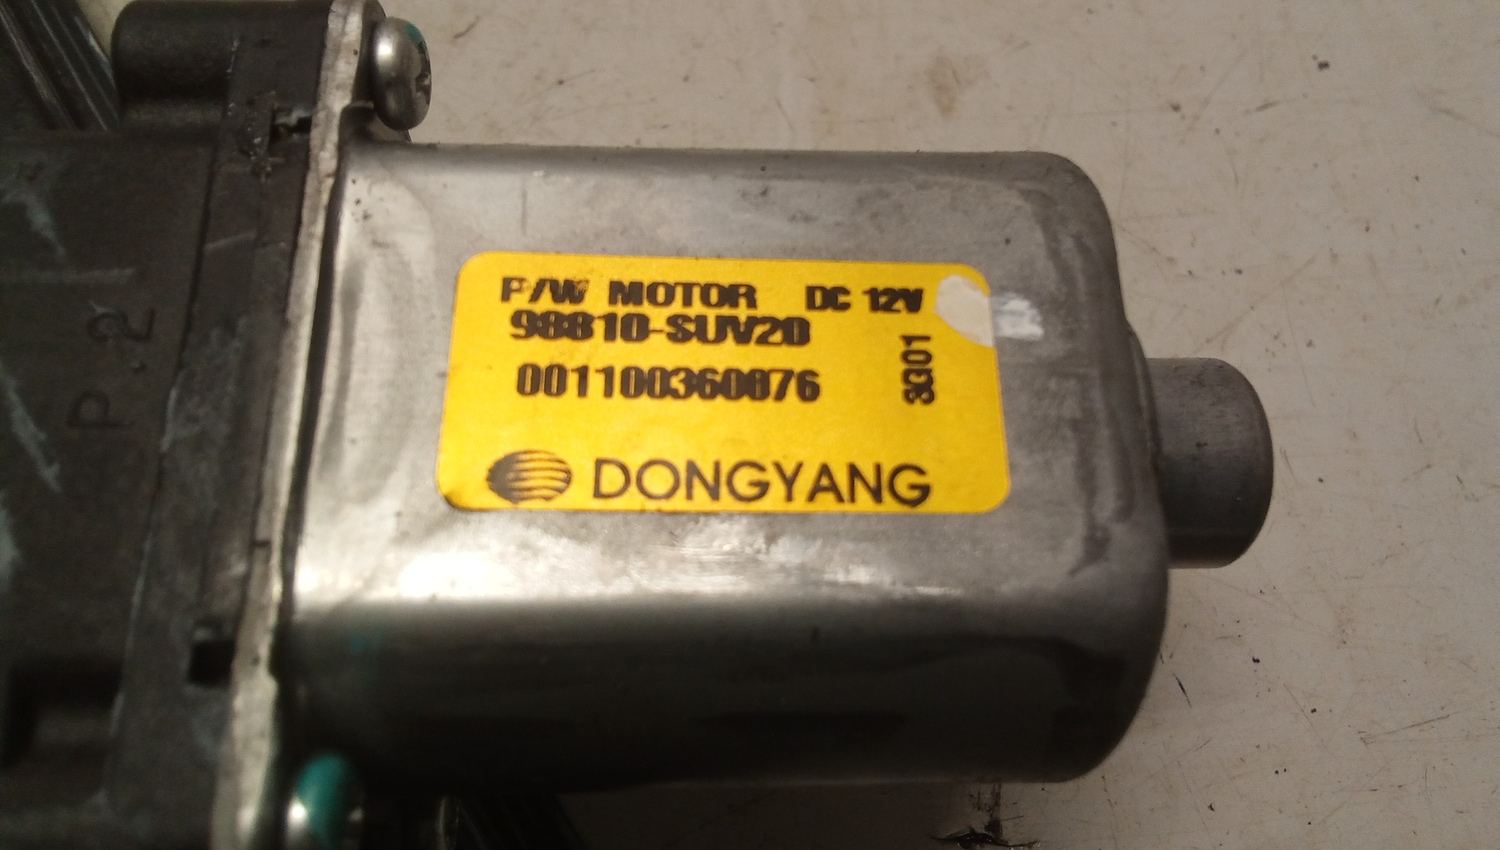 P/W MOTOR DC 12V
98810-SUV20
001100360876
3G01
DONGYANG
P 2